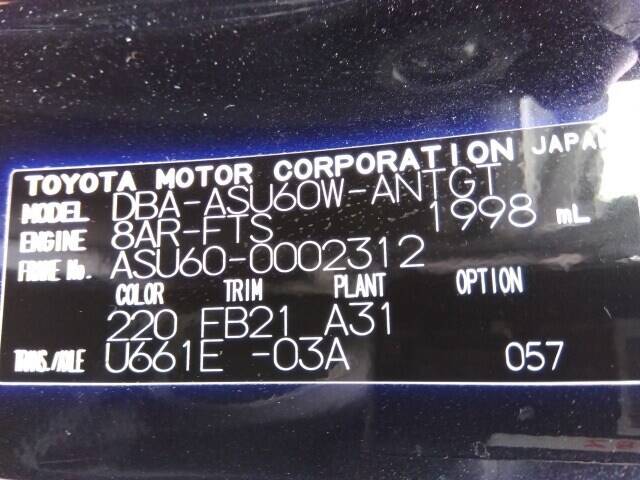 TOYOTA MOTOR CORPORATION JAPAN
MODEL DBA-ASU60W-ANTGT
ENGINE 8AR-FTS 1998 mL
FRAME No. ASU60-0002312
COLOR TRIM PLANT OPTION
220 FB21 A31
TRANS./AXLE U661E -03A 057